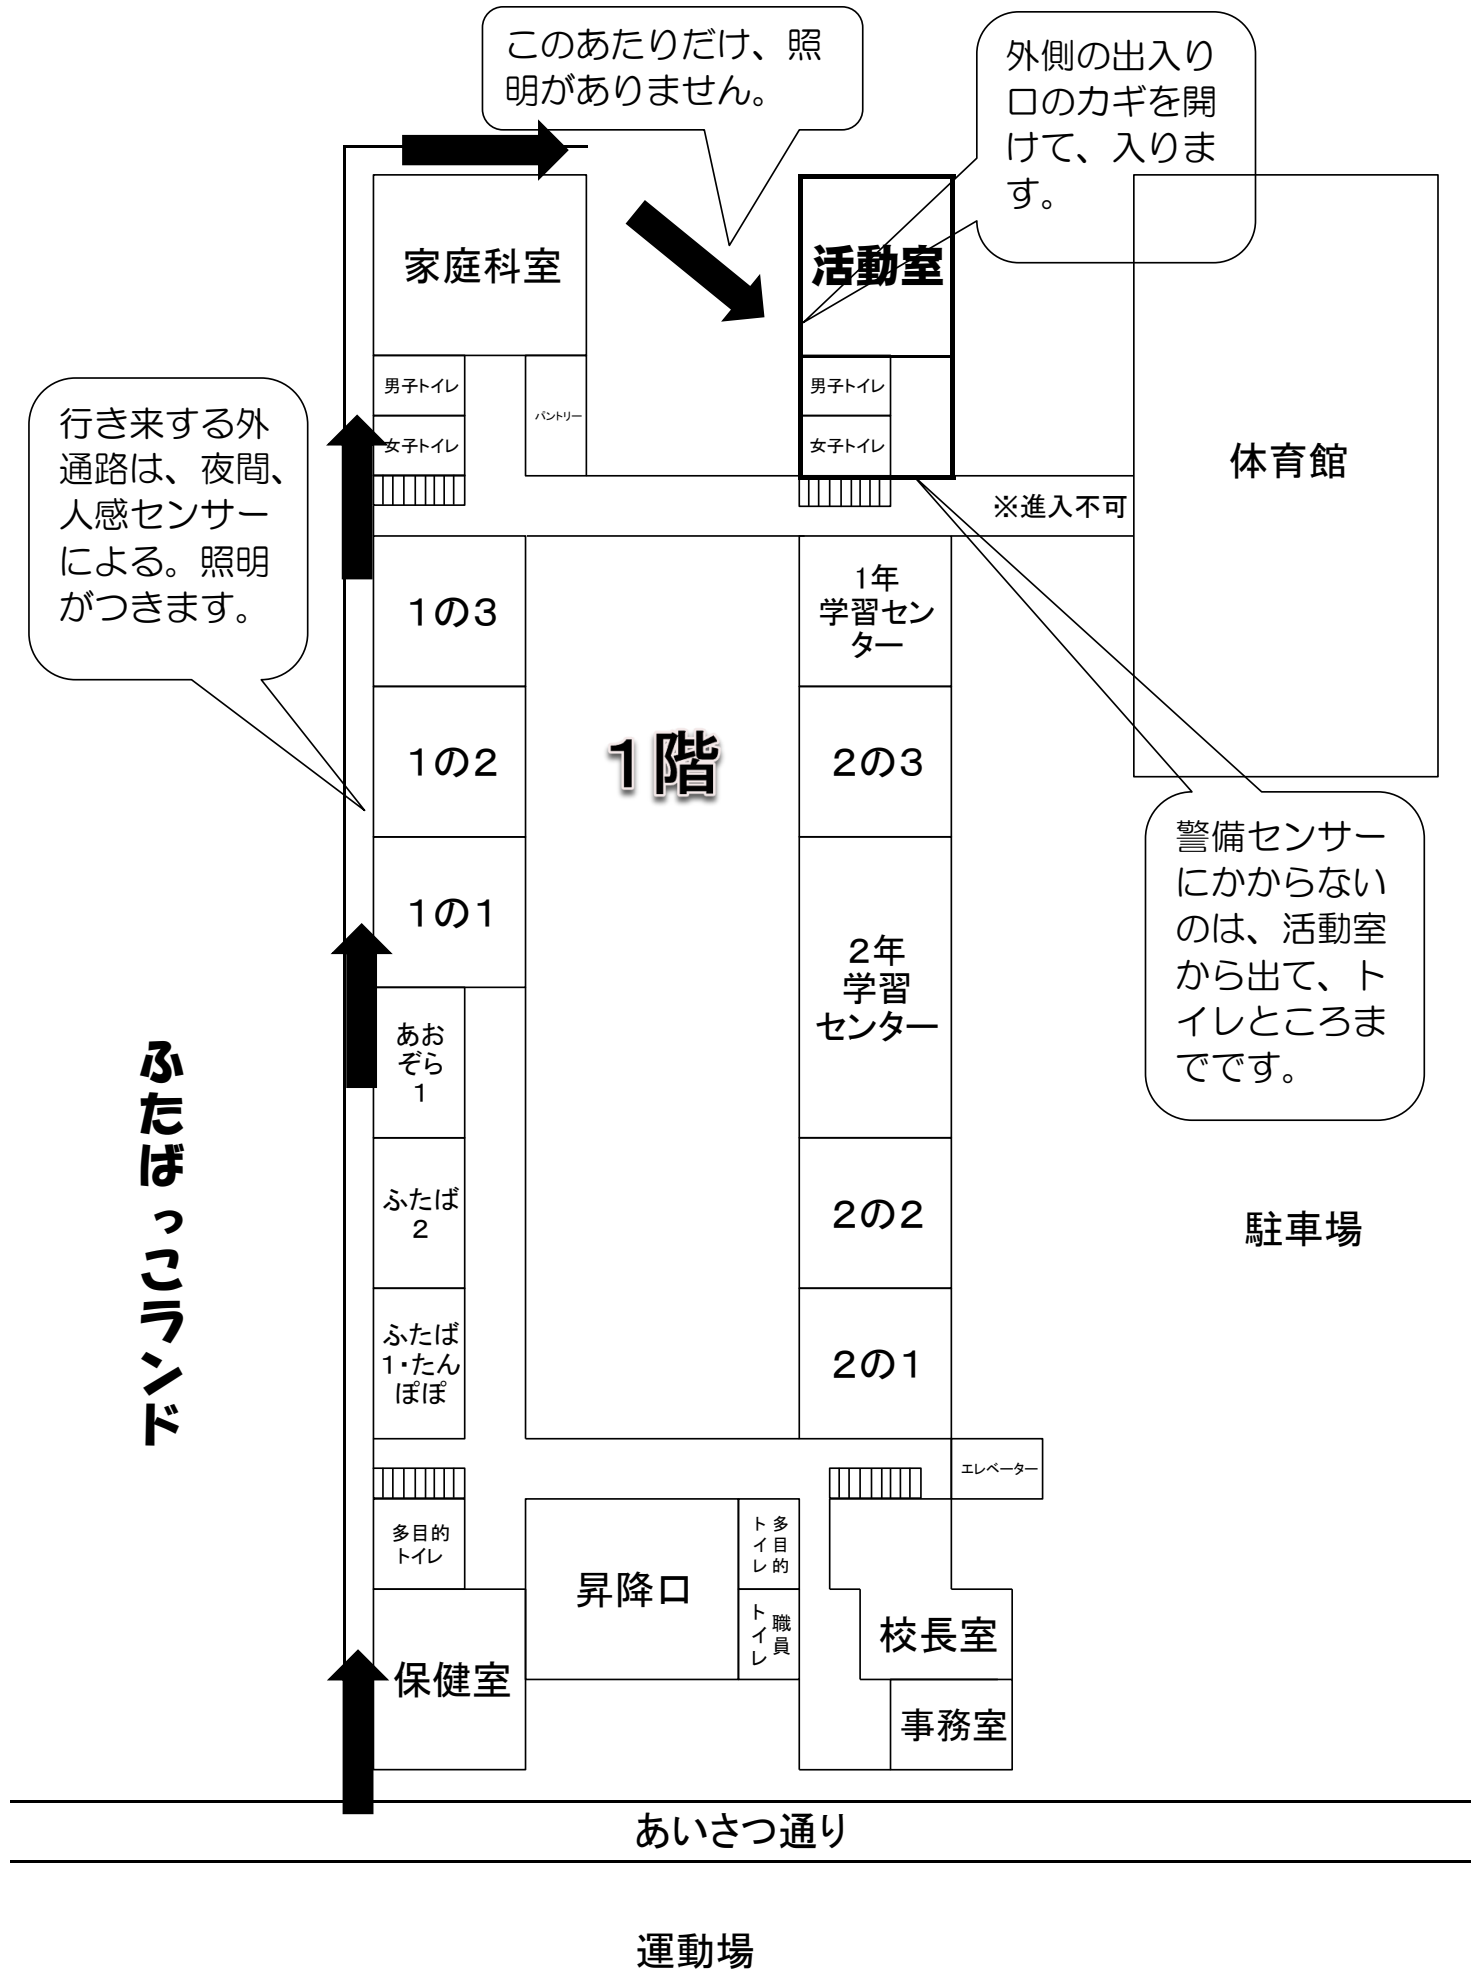 このあたりだけ、照
明がありません。
外側の出入り
口のカギを開
けて、入りま
す。
家庭科室
活動室
男子トイレ
女子トイレ
パントリー
男子トイレ
女子トイレ
体育館
※進入不可
行き来する外
通路は、夜間、
人感センサー
による。照明
がつきます。
1の3
1年
学習セン
ター
1の2
1階
2の3
警備センサー
にかからない
のは、活動室
から出て、ト
イレところま
でです。
1の1
2年
学習
センター
あお
ぞら
1
ふたばっこランド
ふたば
2
2の2
駐車場
ふたば
1・たん
ぽぽ
2の1
エレベーター
多目的
トイレ
昇降口
多目的
トイレ
職員
トイレ
校長室
保健室
事務室
あいさつ通り
運動場